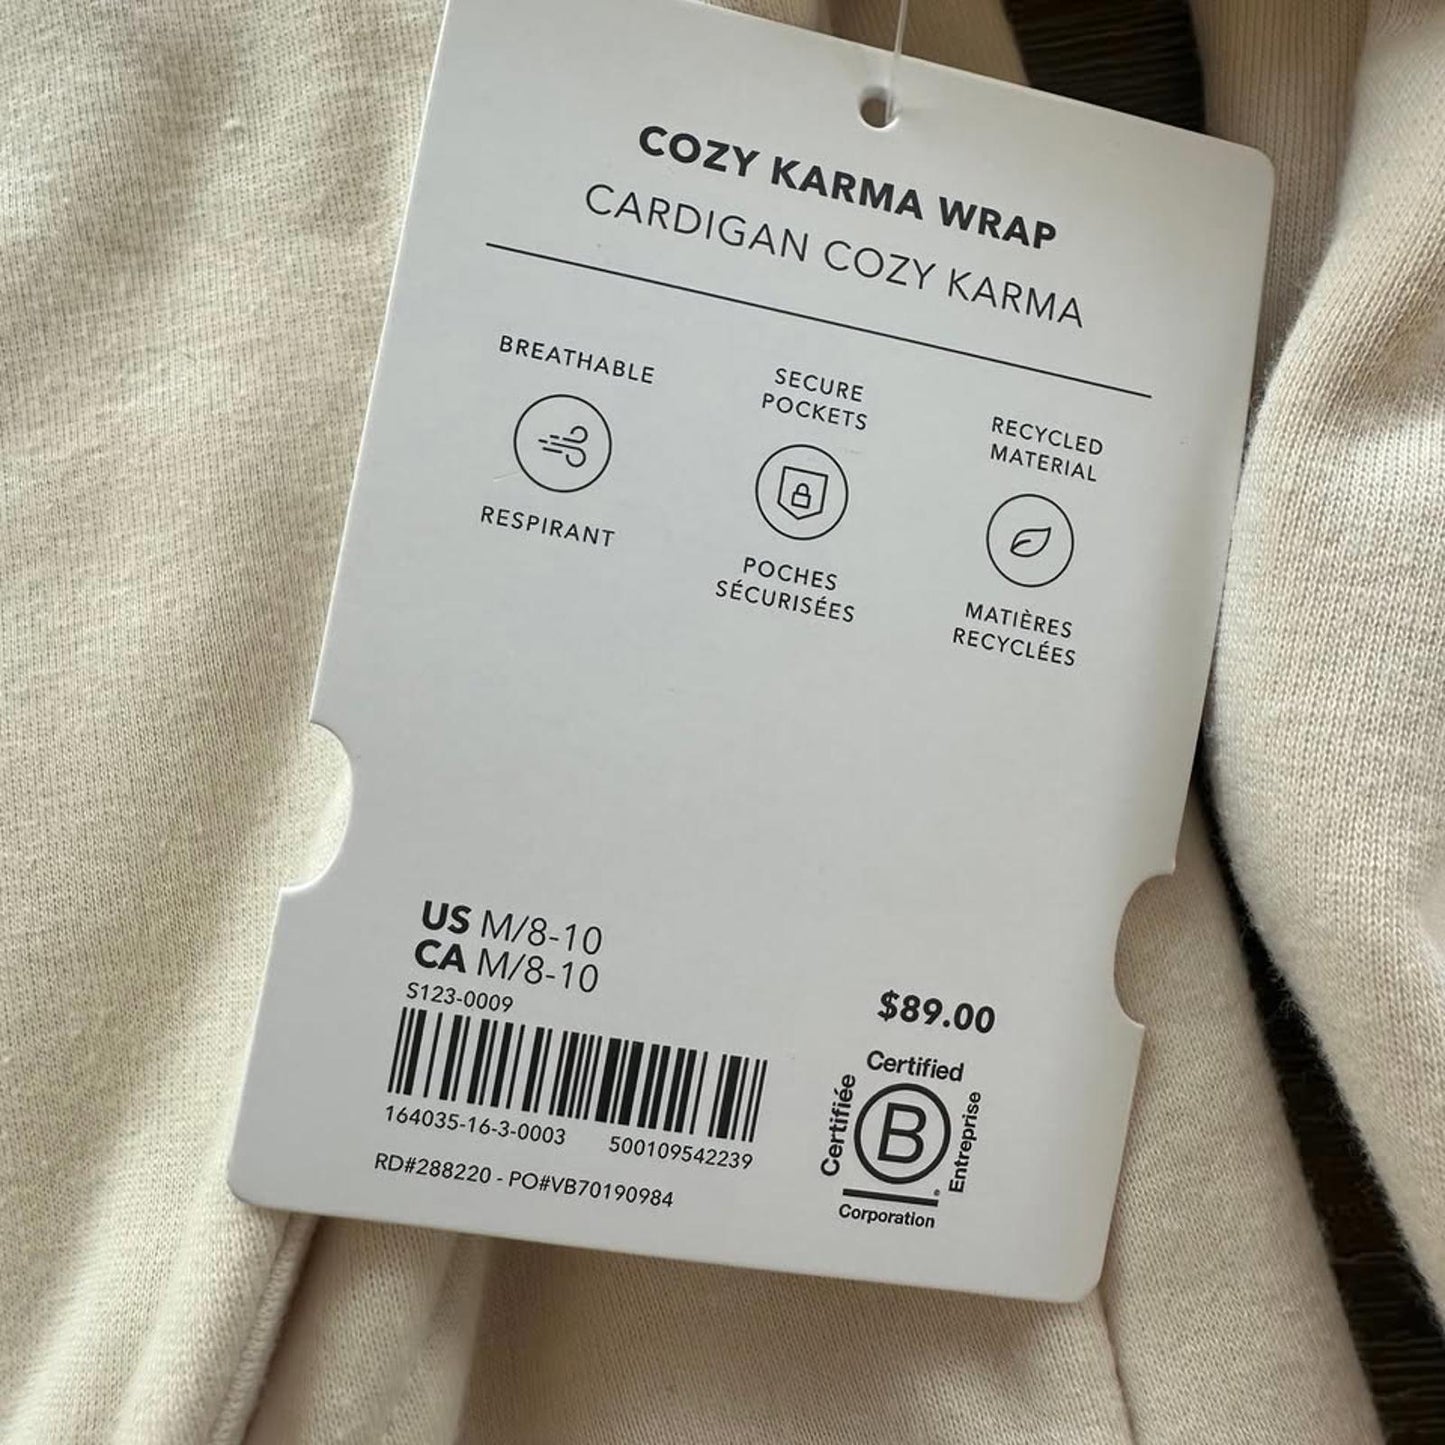 COZY KARMA WRAP
CARDIGAN COZY KARMA
BREATHABLE
RESPIRANT
SECURE
POCKETS
POCHES
SÉCURISÉES
RECYCLED
MATERIAL
MATIÈRES
RECYCLÉES
US M/8-10
CA M/8-10
S123-0009
164035-16-3-0003 500109542239
RD#288220 - PO#VB70190984
$89.00
Certified
Certifiée
B
Entreprise
®
Corporation